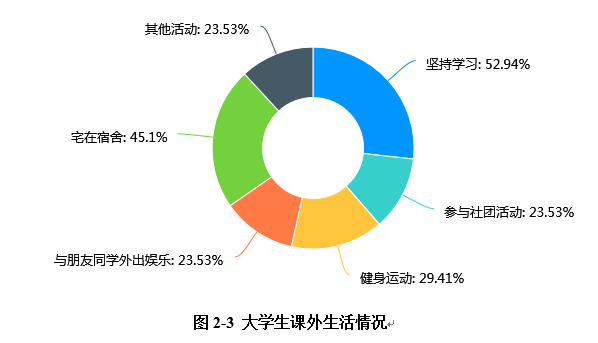 其他活动: 23.53%
坚持学习: 52.94%
宅在宿舍: 45.1%
参与社团活动: 23.53%
与朋友同学外出娱乐: 23.53%
健身运动: 29.41%
图 2-3 大学生课外生活情况